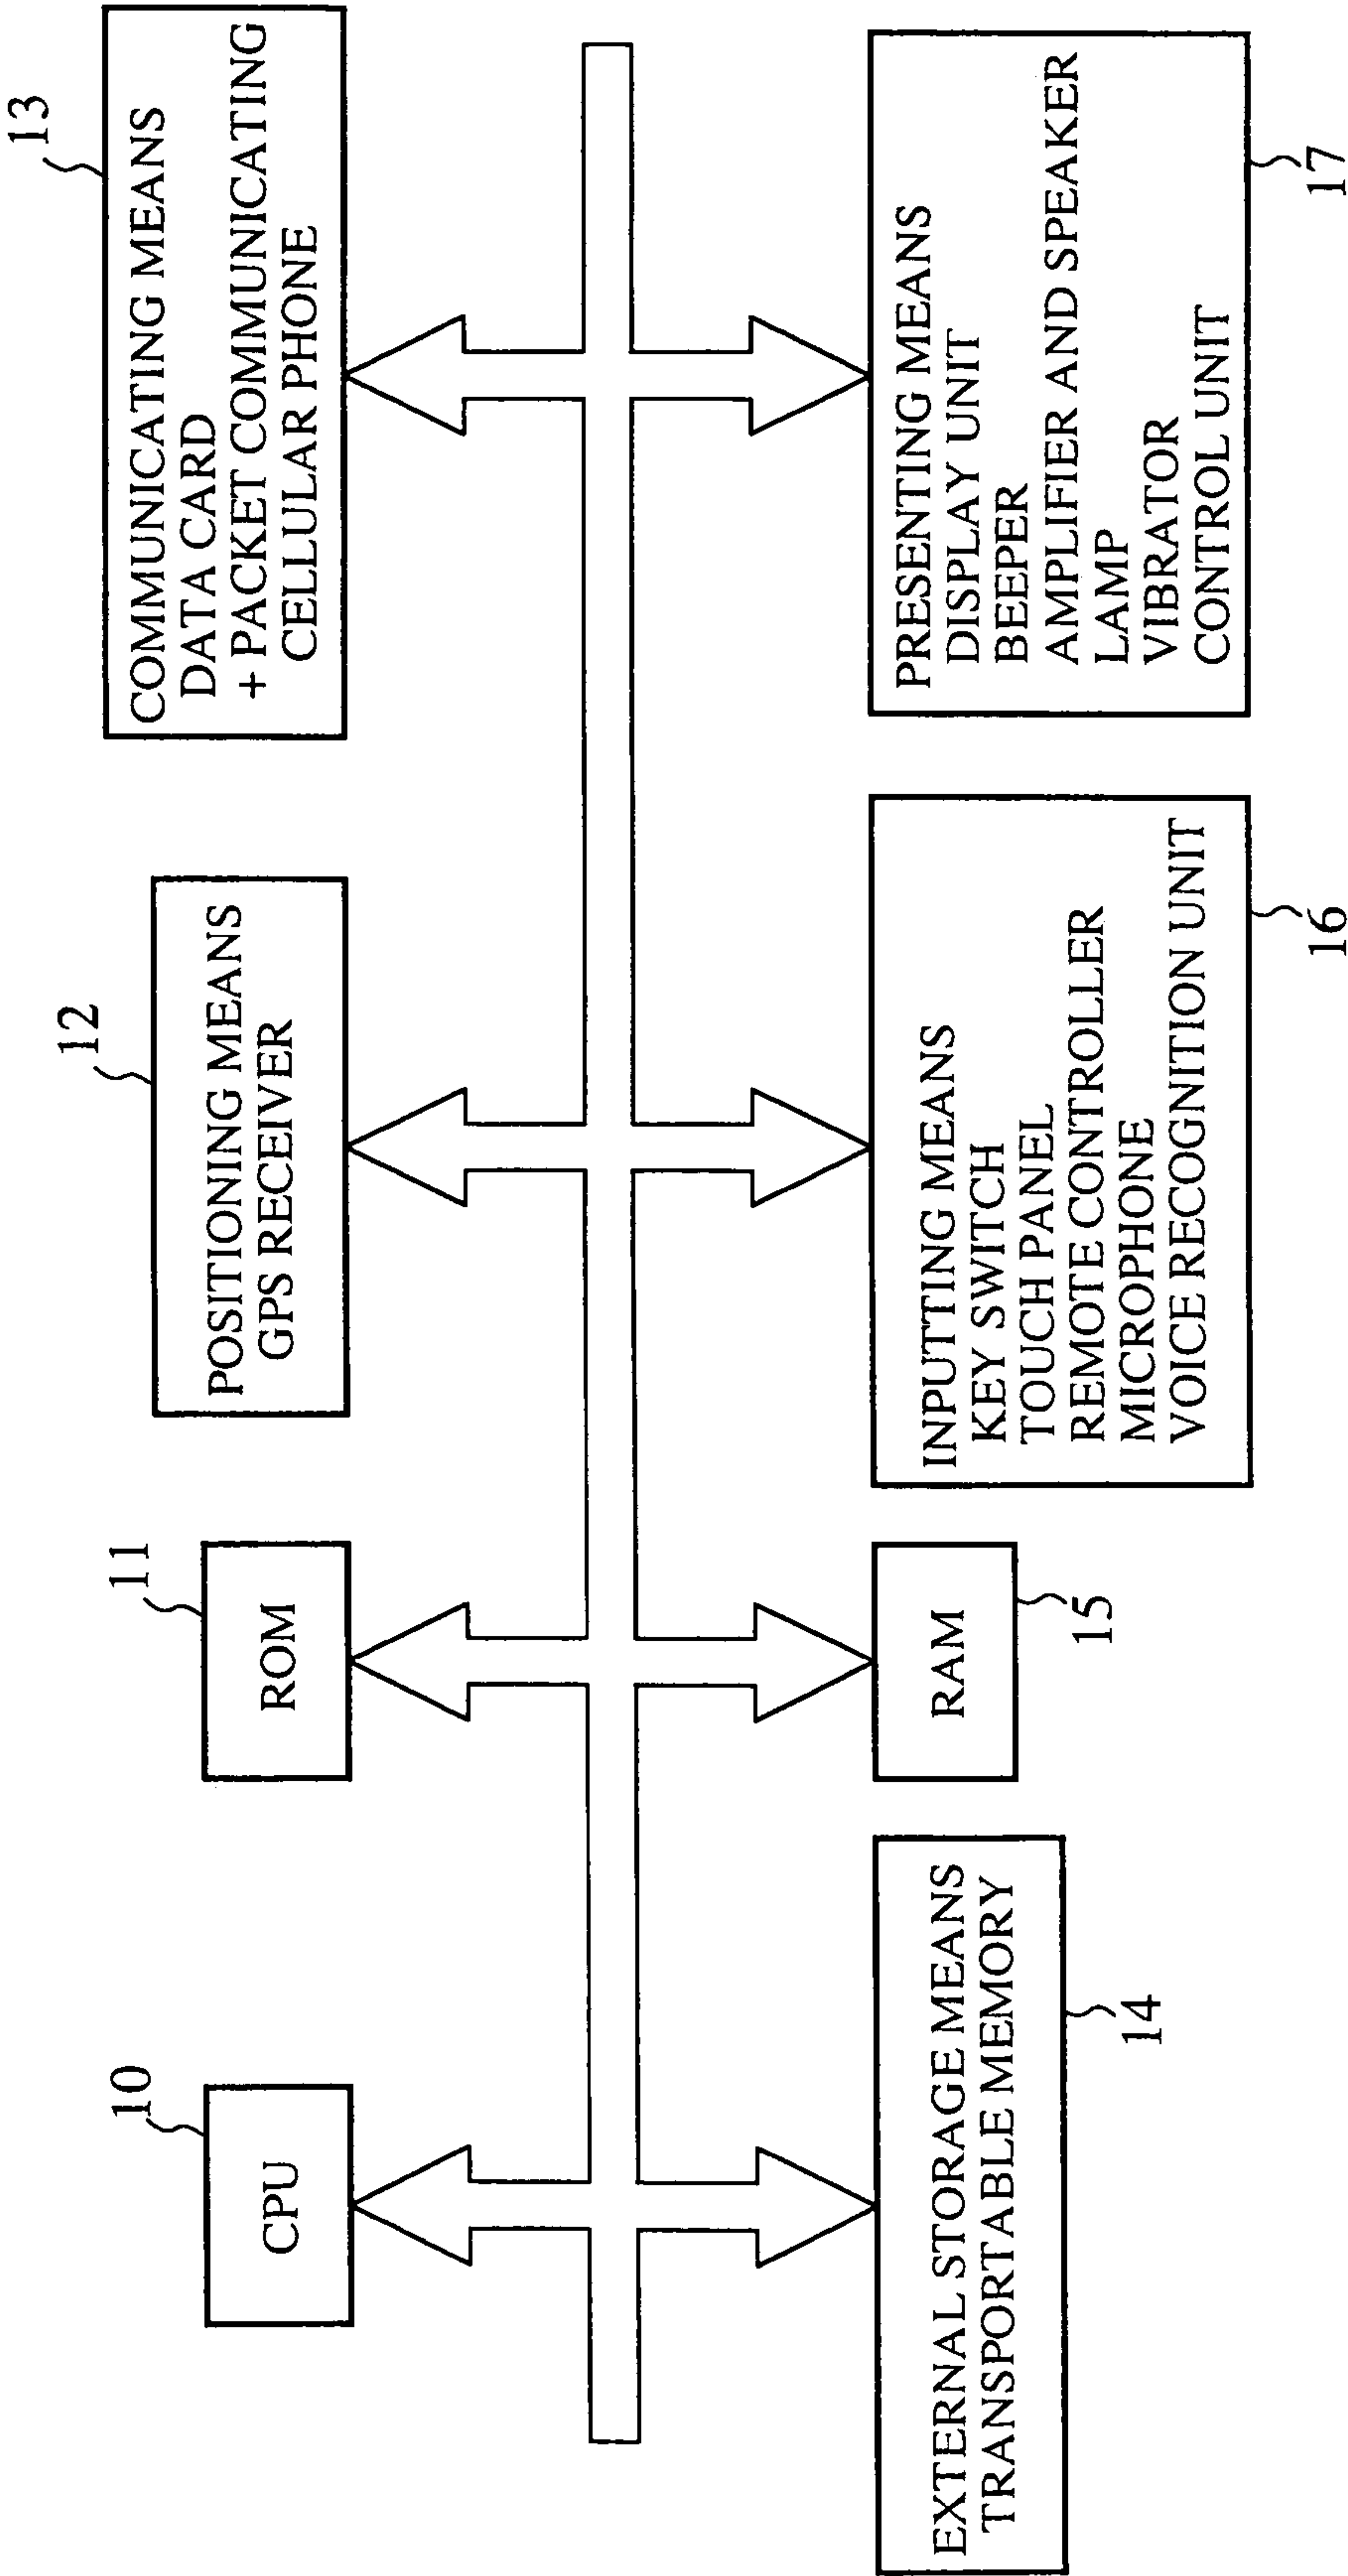 10
CPU
11
ROM
12
POSITIONING MEANS
GPS RECEIVER
13
COMMUNICATING MEANS
DATA CARD
+ PACKET COMMUNICATING
CELLULAR PHONE
EXTERNAL STORAGE MEANS
TRANSPORTABLE MEMORY
14
RAM
15
INPUTTING MEANS
KEY SWITCH
TOUCH PANEL
REMOTE CONTROLLER
MICROPHONE
VOICE RECOGNITION UNIT
16
PRESENTING MEANS
DISPLAY UNIT
BEEPER
AMPLIFIER AND SPEAKER
LAMP
VIBRATOR
CONTROL UNIT
17